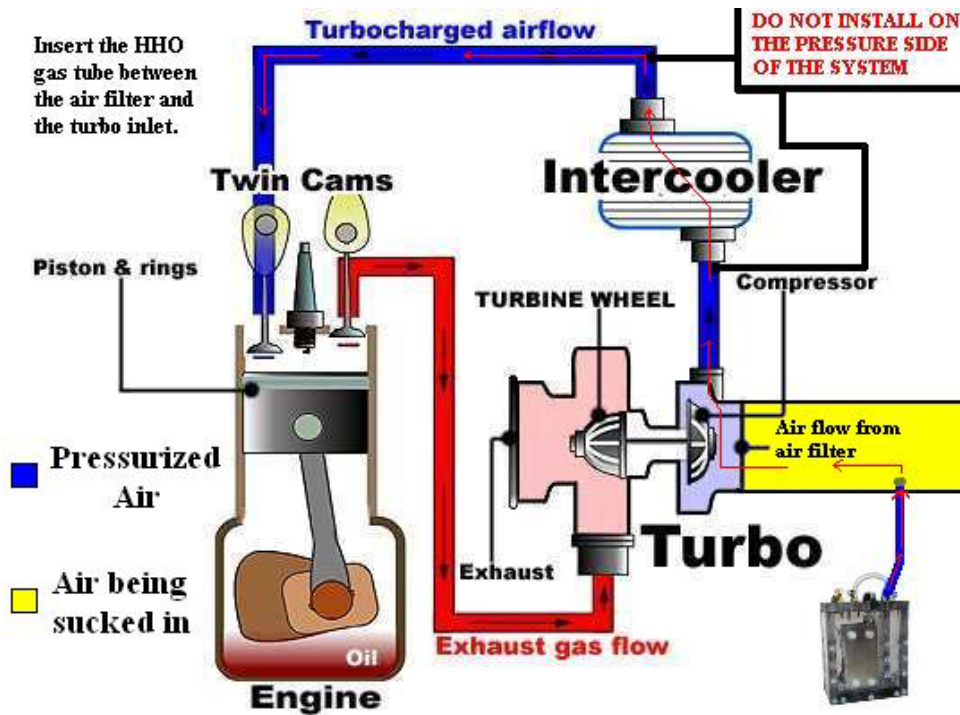 Insert the HHO
gas tube between
the air filter and
the turbo inlet.
Turbocharged airflow
DO NOT INSTALL ON
THE PRESSURE SIDE
OF THE SYSTEM
Twin Cams
Intercooler
Piston & rings
TURBINE WHEEL
Compressor
Air flow from
air filter
Pressurized
Air
Exhaust
Turbo
Air being
sucked in
Oil
Exhaust gas flow
Engine